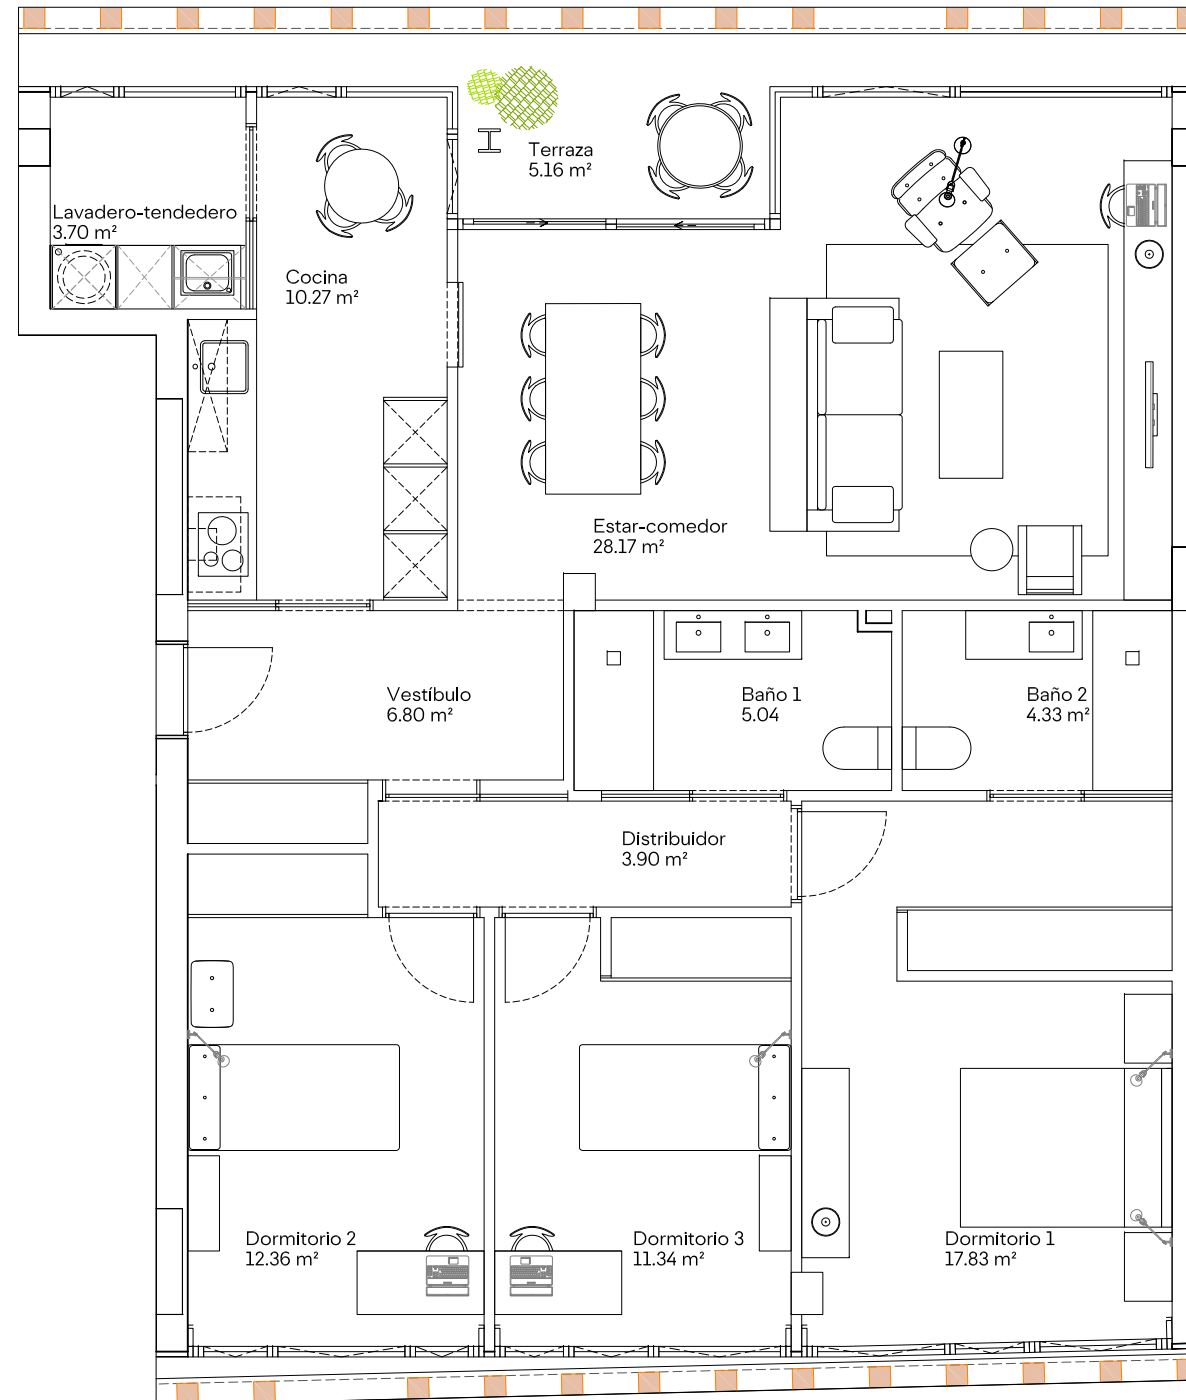 Terraza
5.16 m²
Lavadero-tendedero
3.70 m²
Cocina
10.27 m²
Estar-comedor
28.17 m²
Vestíbulo
6.80 m²
Baño 1
5.04
Baño 2
4.33 m²
Distribuidor
3.90 m²
Dormitorio 2
12.36 m²
Dormitorio 3
11.34 m²
Dormitorio 1
17.83 m²